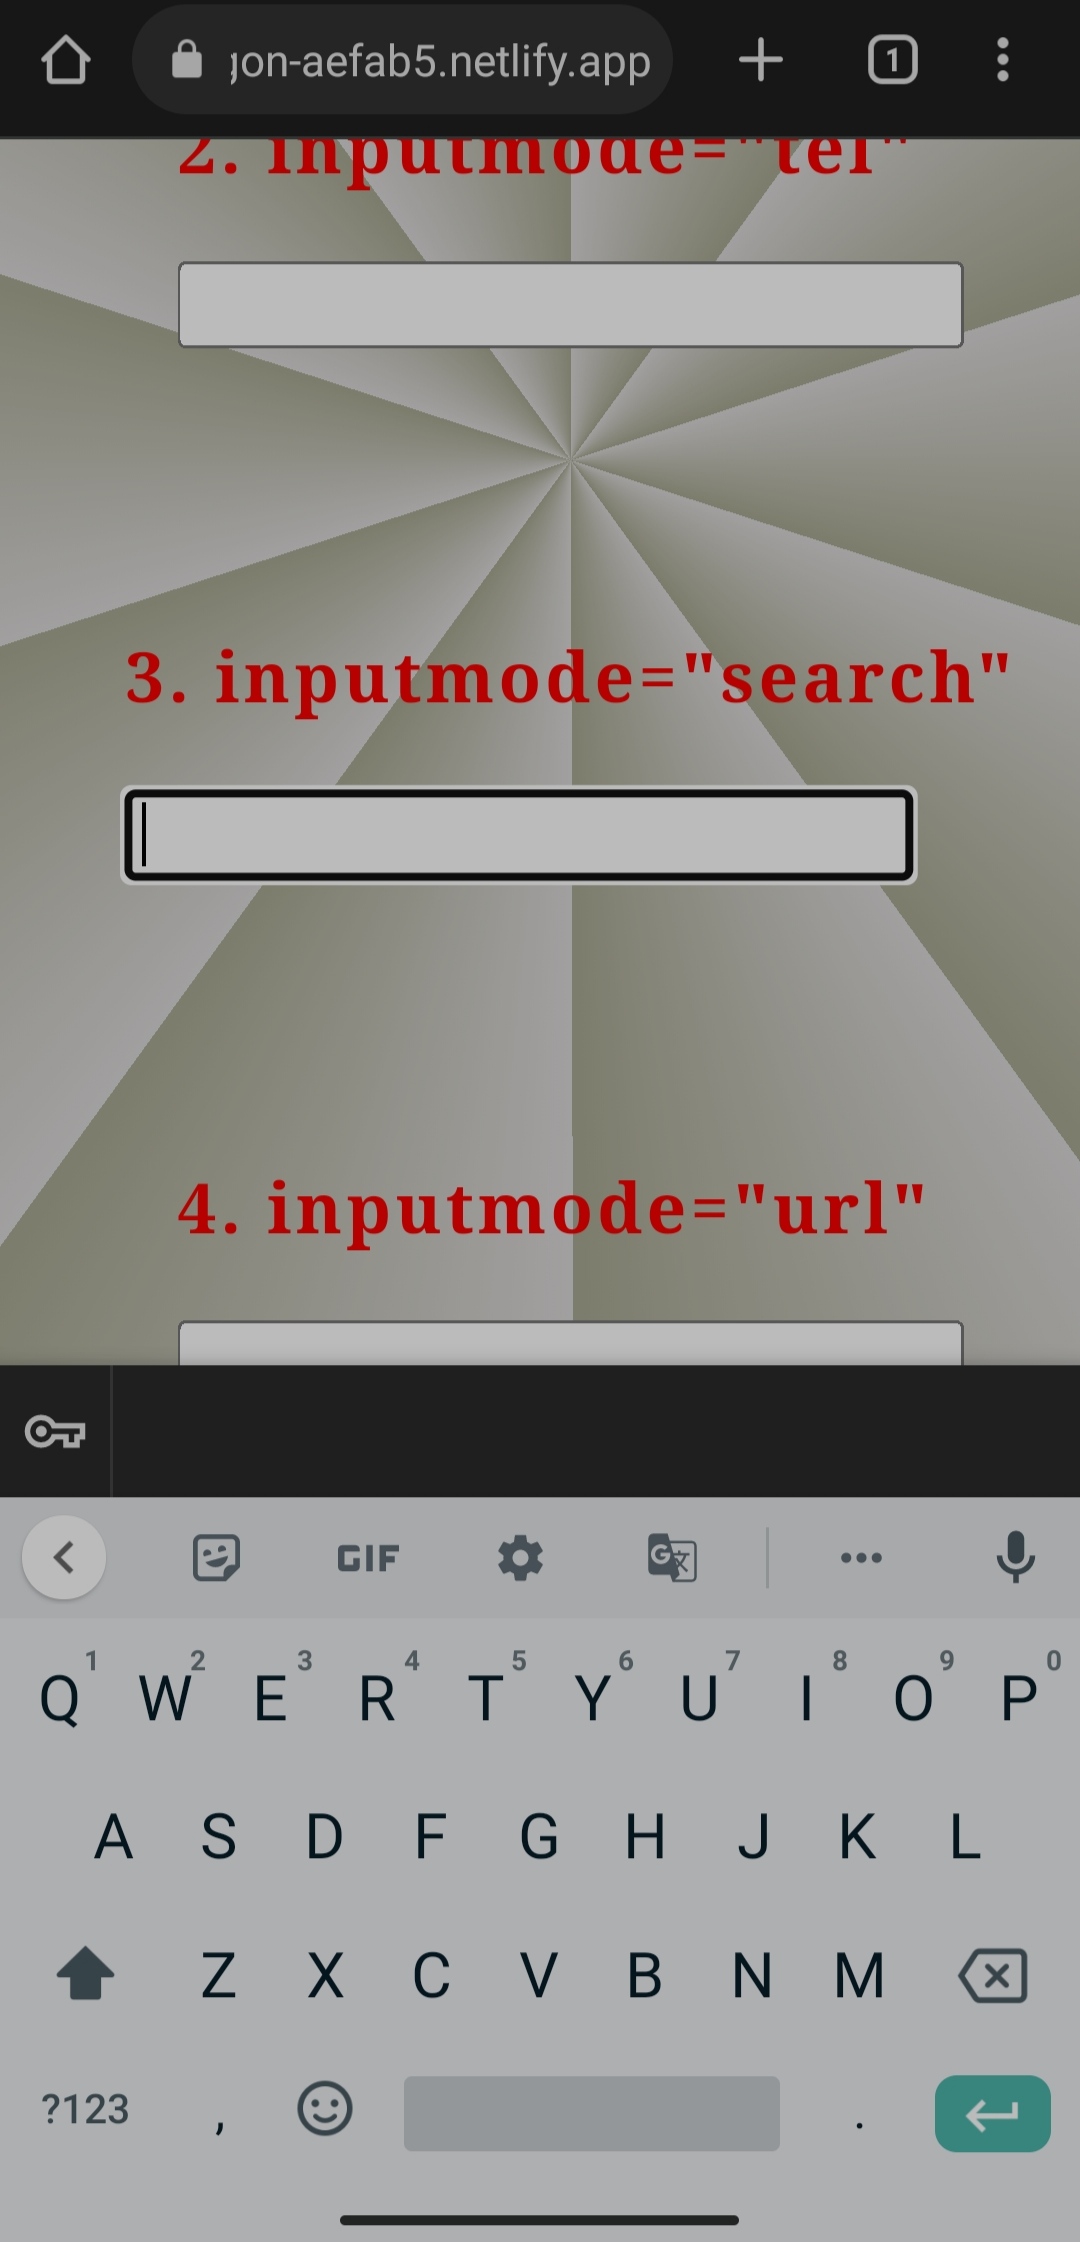 jon-aefab5.netlify.app
1
2. inputmode="tel"
3. inputmode="search"
4. inputmode="url"
GIF
G 文
1 2 3 4 5 6 7 8 9 0
Q W E R T Y U I O P
A S D F G H J K L
Z X C V B N M
?123 , .